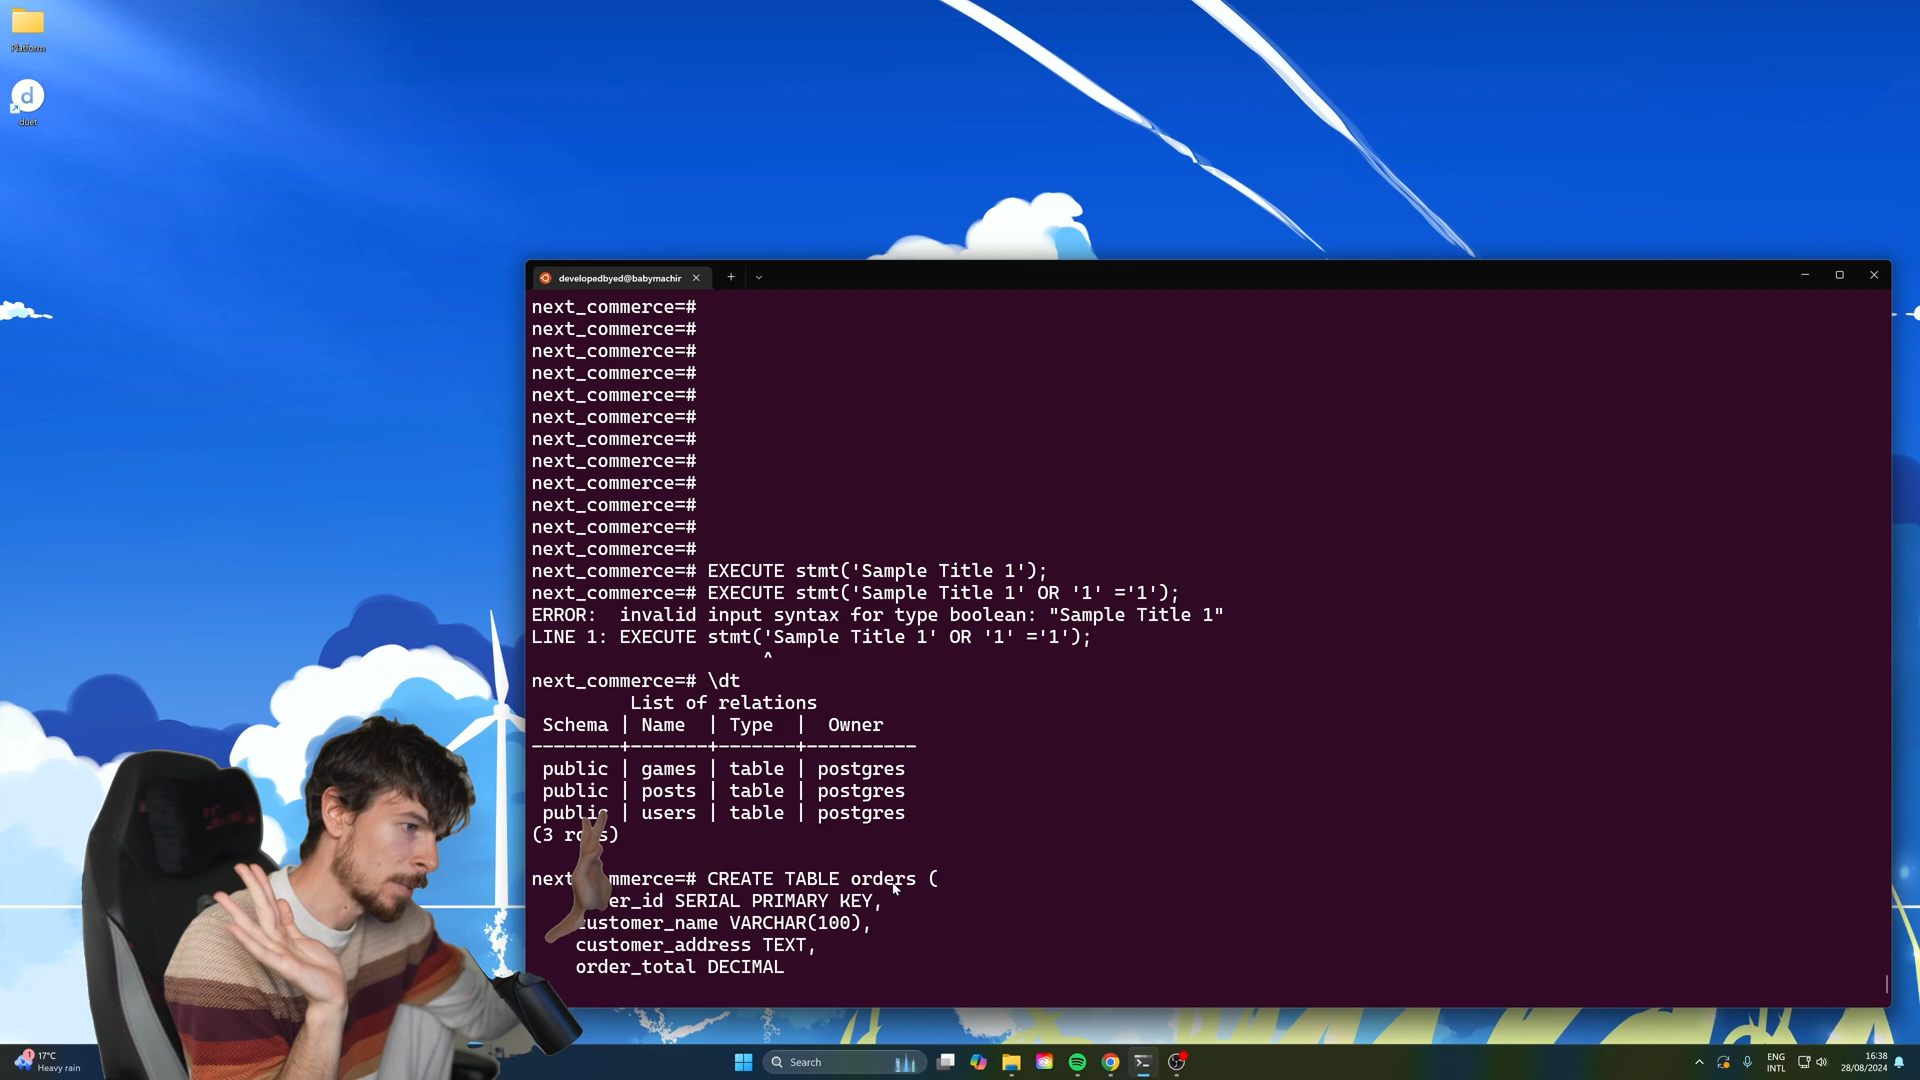 Platform
d
duet
developedbyed@babymachir
next_commerce=#
next_commerce=#
next_commerce=#
next_commerce=#
next_commerce=#
next_commerce=#
next_commerce=#
next_commerce=#
next_commerce=#
next_commerce=#
next_commerce=#
next_commerce=#
next_commerce=# EXECUTE stmt('Sample Title 1');
next_commerce=# EXECUTE stmt('Sample Title 1' OR '1' ='1');
ERROR:  invalid input syntax for type boolean: "Sample Title 1"
LINE 1: EXECUTE stmt('Sample Title 1' OR '1' ='1');
^
next_commerce=# \dt
List of relations
Schema | Name | Type | Owner
--------+-------+-------+----------
public | games | table | postgres
public | posts | table | postgres
public | users | table | postgres
(3 rows)
next_commerce=# CREATE TABLE orders (
er_id SERIAL PRIMARY KEY,
customer_name VARCHAR(100),
customer_address TEXT,
order_total DECIMAL
1
17°C
Heavy rain
Search
ENG
INTL
16:38
28/08/2024